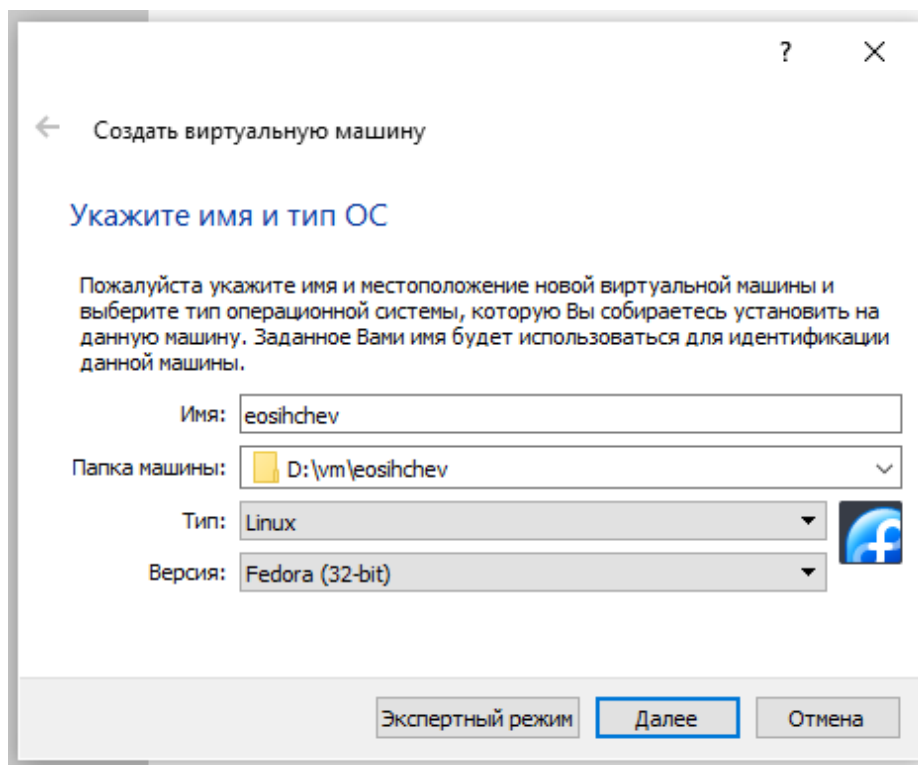 ?
Создать виртуальную машину
Укажите имя и тип ОС
Пожалуйста укажите имя и местоположение новой виртуальной машины и
выберите тип операционной системы, которую Вы собираетесь установить на
данную машину. Заданное Вами имя будет использоваться для идентификации
данной машины.
Имя: eosihchev
Папка машины: D:\vm\eosihchev
Тип: Linux
Версия: Fedora (32-bit)
Экспертный режим Далее Отмена